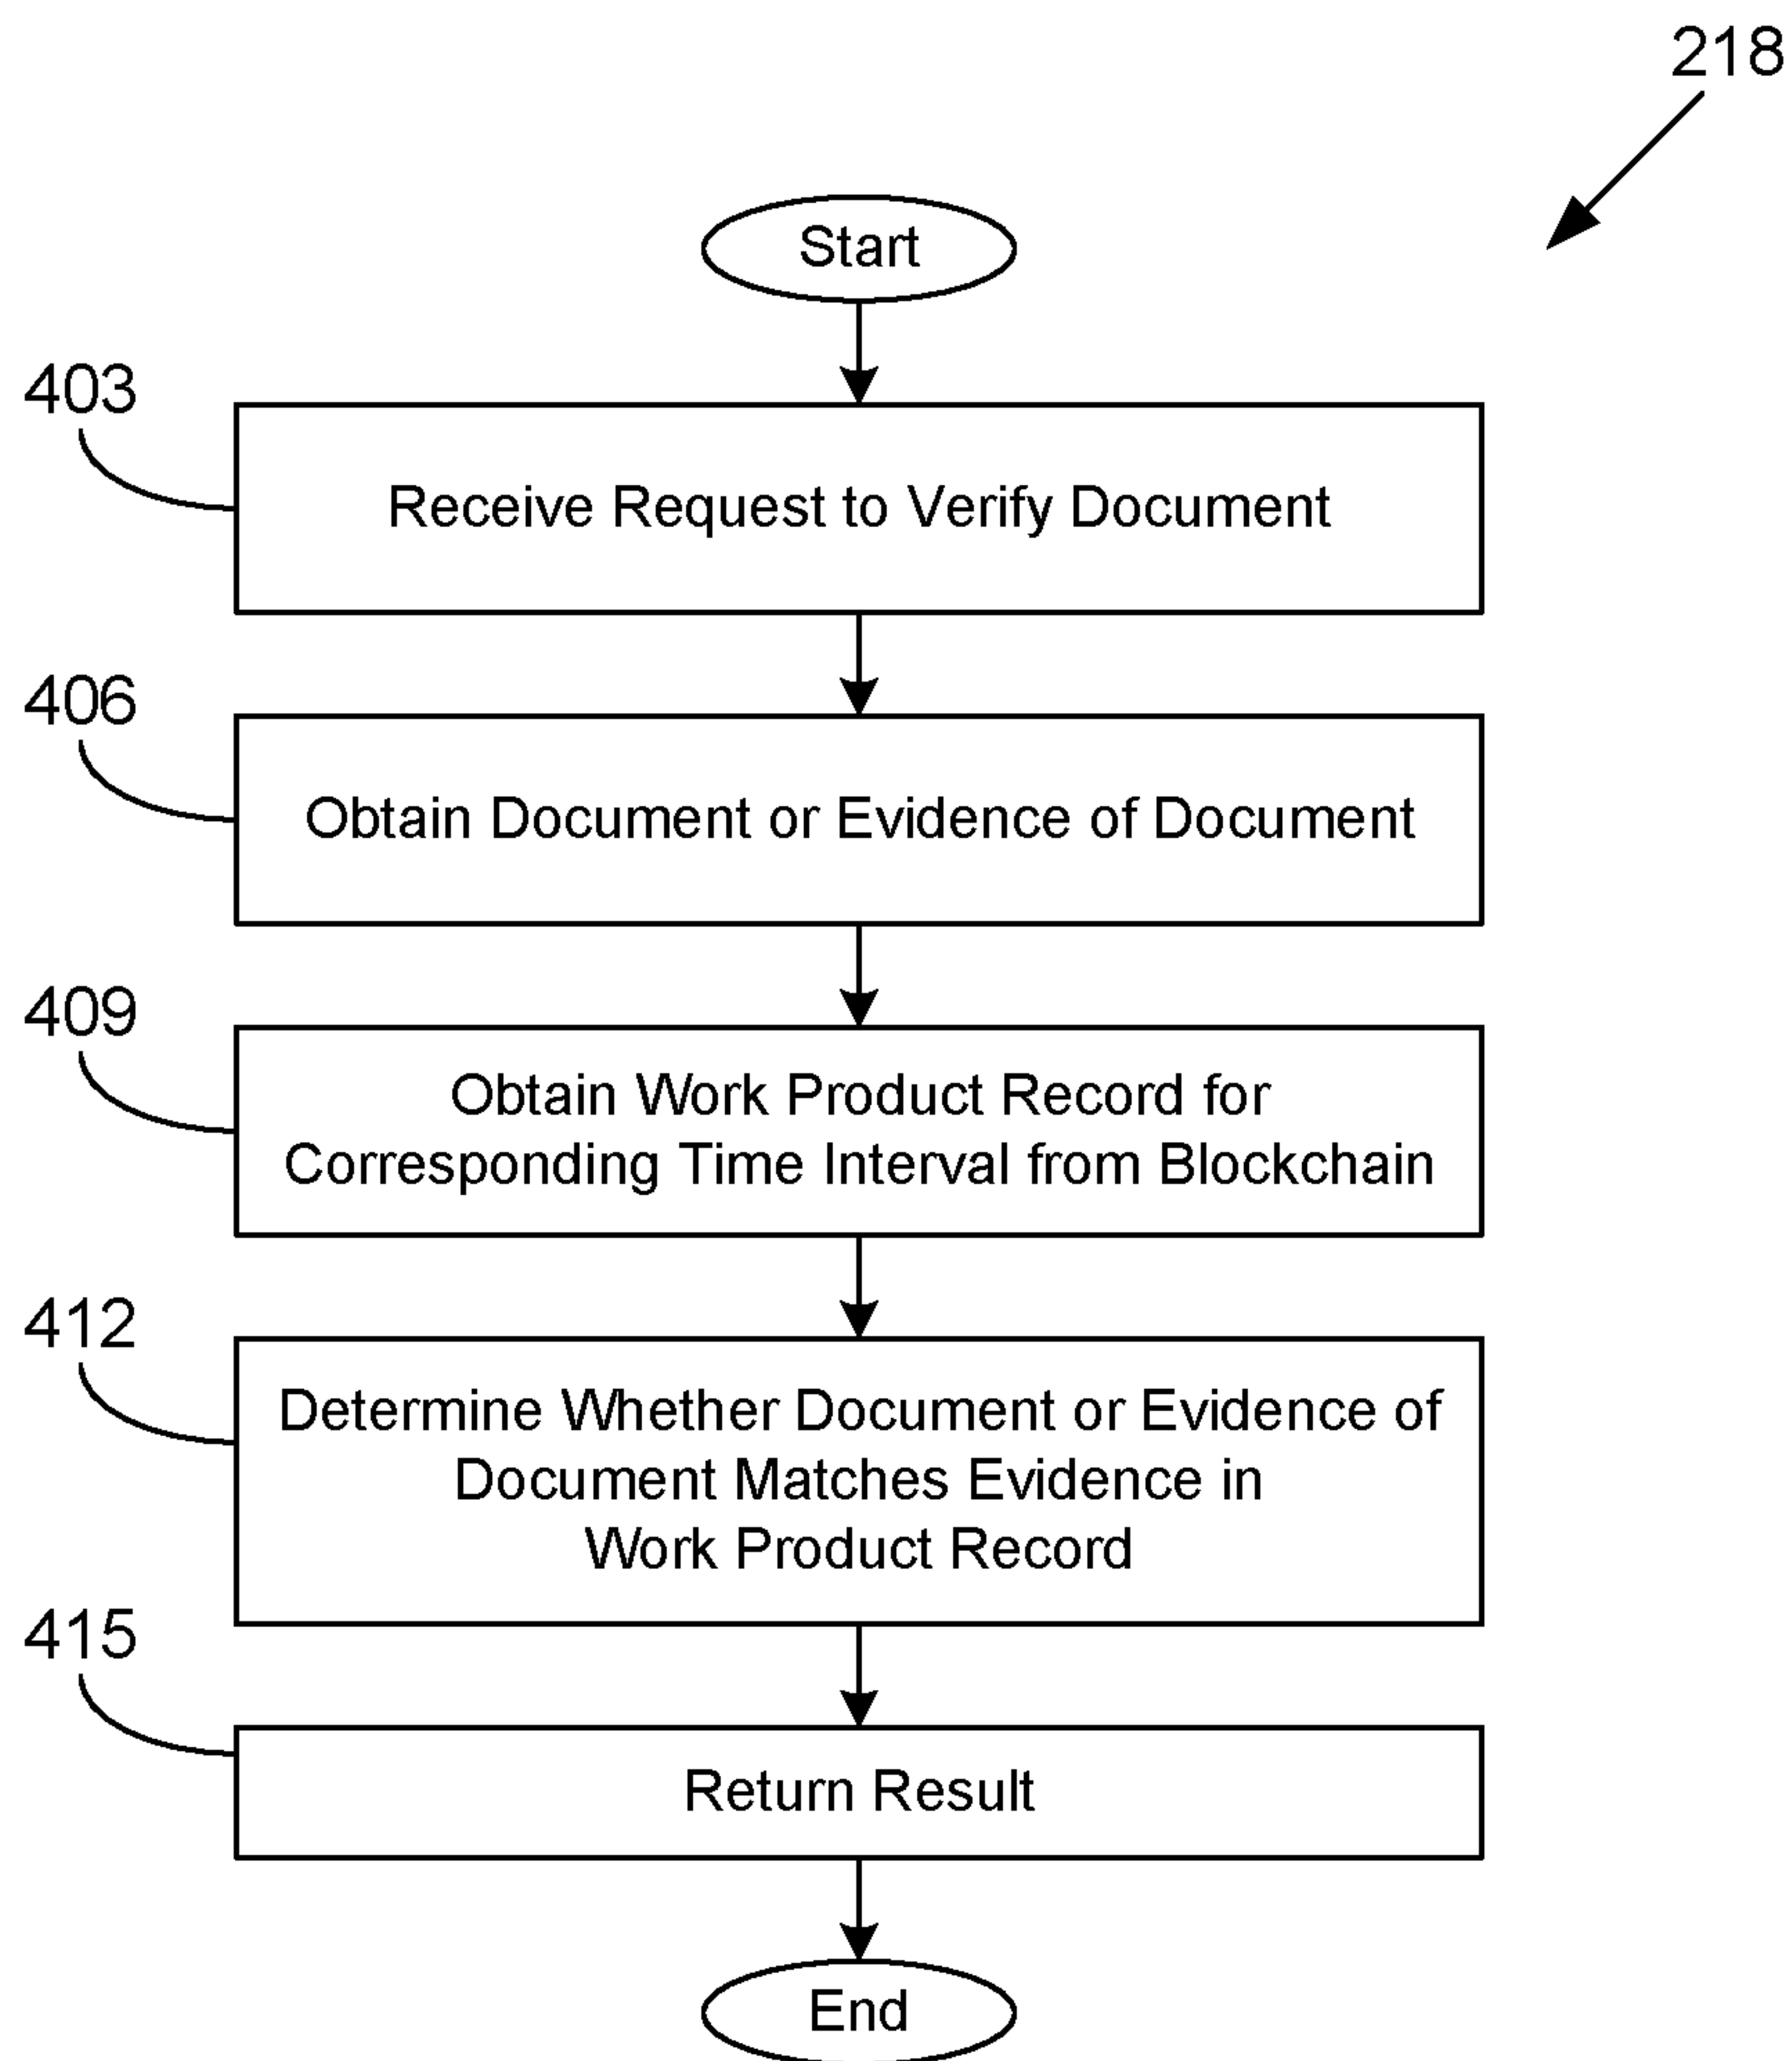 218
Start
403
Receive Request to Verify Document
406
Obtain Document or Evidence of Document
409
Obtain Work Product Record for
Corresponding Time Interval from Blockchain
412
Determine Whether Document or Evidence of
Document Matches Evidence in
Work Product Record
415
Return Result
End